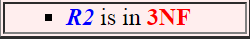 ▪ R2 is in 3NF